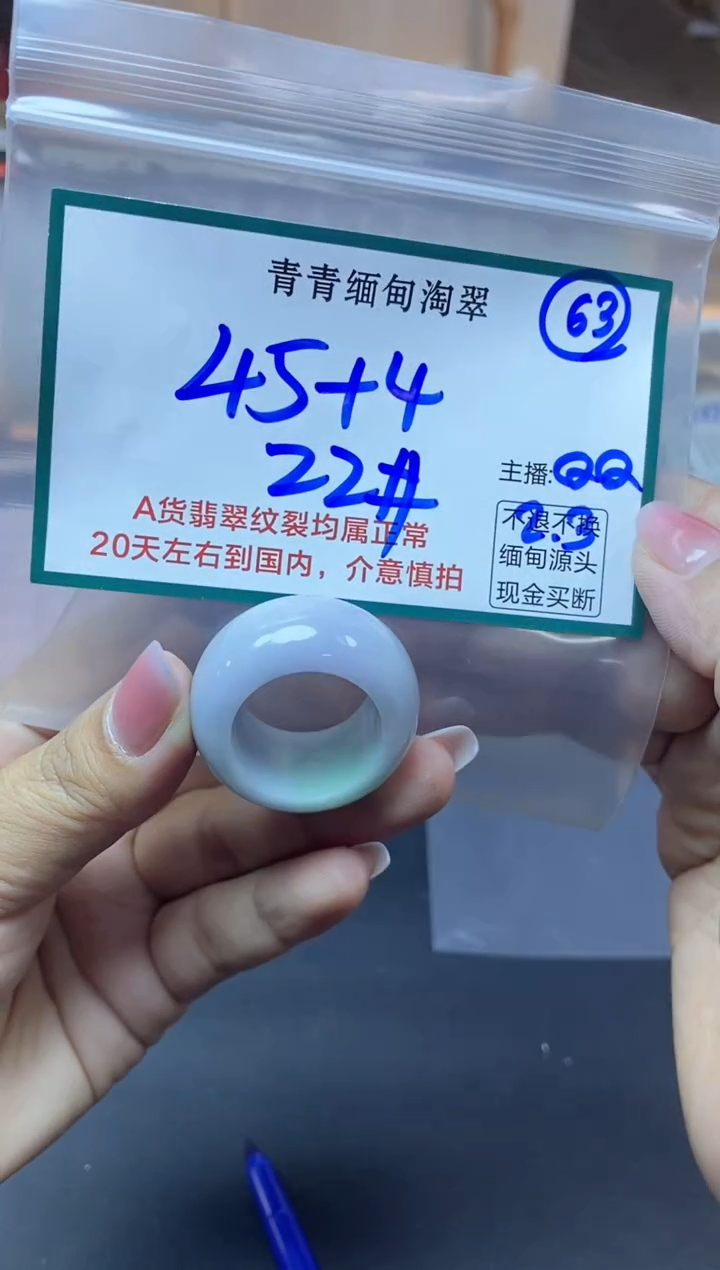 青青缅甸淘翠
63
45+4
22#
主播:QQ
2.3
不退不换
缅甸源头
现金买断
A货翡翠纹裂均属正常
20天左右到国内，介意慎拍